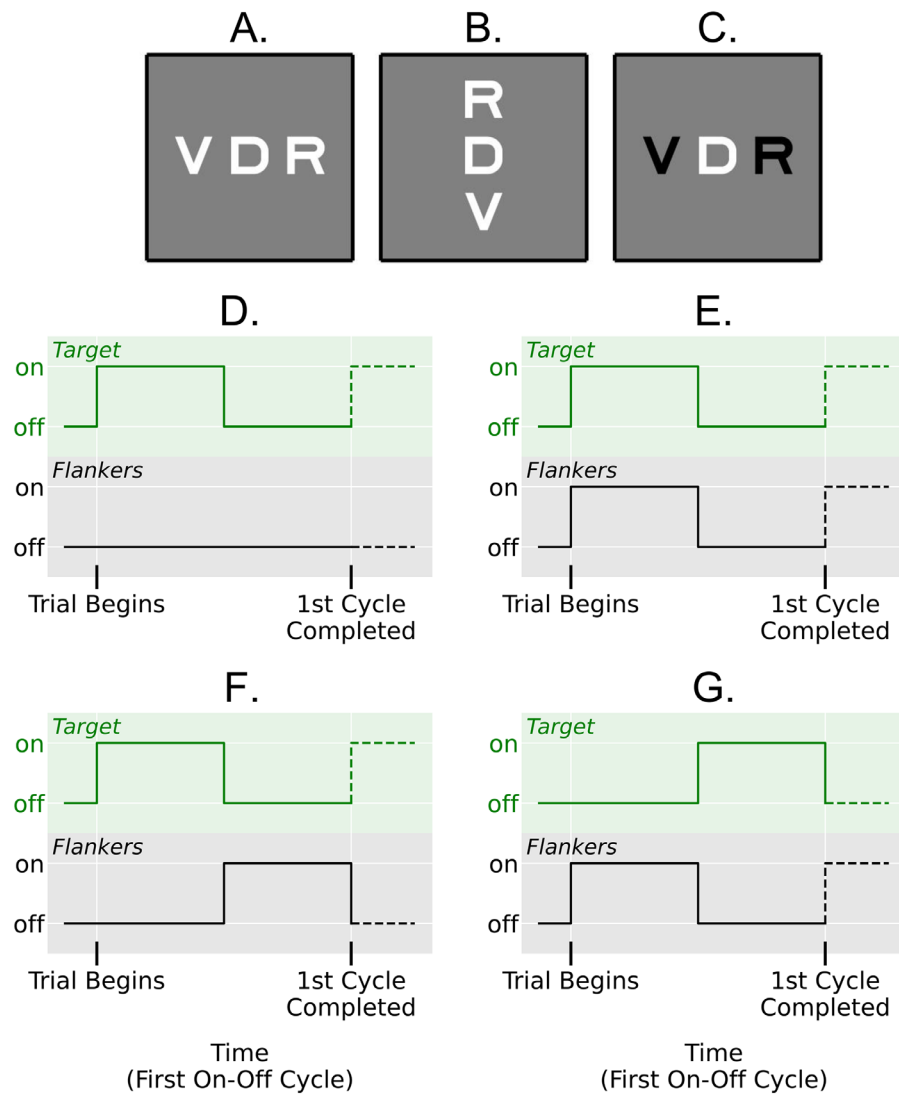 A.
B.
C.
V D R
R
D
V
V D R
D.
E.
Target
Target
on
on
off
off
Flankers
Flankers
on
on
off
off
Trial Begins
1st Cycle
Completed
Trial Begins
1st Cycle
Completed
F.
G.
Target
Target
on
on
off
off
Flankers
Flankers
on
on
off
off
Trial Begins
1st Cycle
Completed
Trial Begins
1st Cycle
Completed
Time
(First On-Off Cycle)
Time
(First On-Off Cycle)